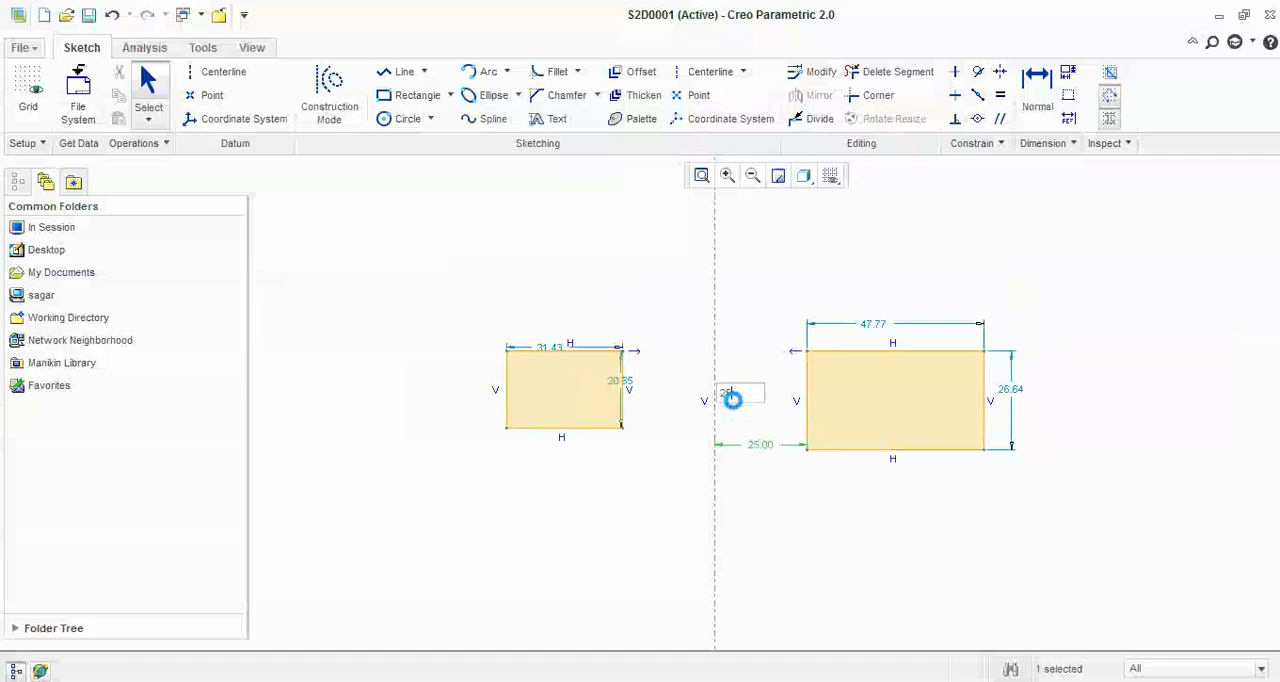 S2D0001 (Active) - Creo Parametric 2.0
File Sketch Analysis Tools View
Grid
File System
Select
Centerline
Point
Coordinate System
Construction Mode
Line Arc Fillet Offset Centerline
Rectangle Ellipse Chamfer Thicken Point
Circle Spline Text Palette Coordinate System
Modify Delete Segment
Mirror Corner
Divide Rotate Resize
Normal
Setup Get Data Operations Datum Sketching Editing Constrain Dimension Inspect
Common Folders
In Session
Desktop
My Documents
sagar
Working Directory
Network Neighborhood
Render Manikin Library
Favorites
47.77
31.43 H H
20.65
V V V V V
26.64
25.00
H H
Folder Tree
1 selected All